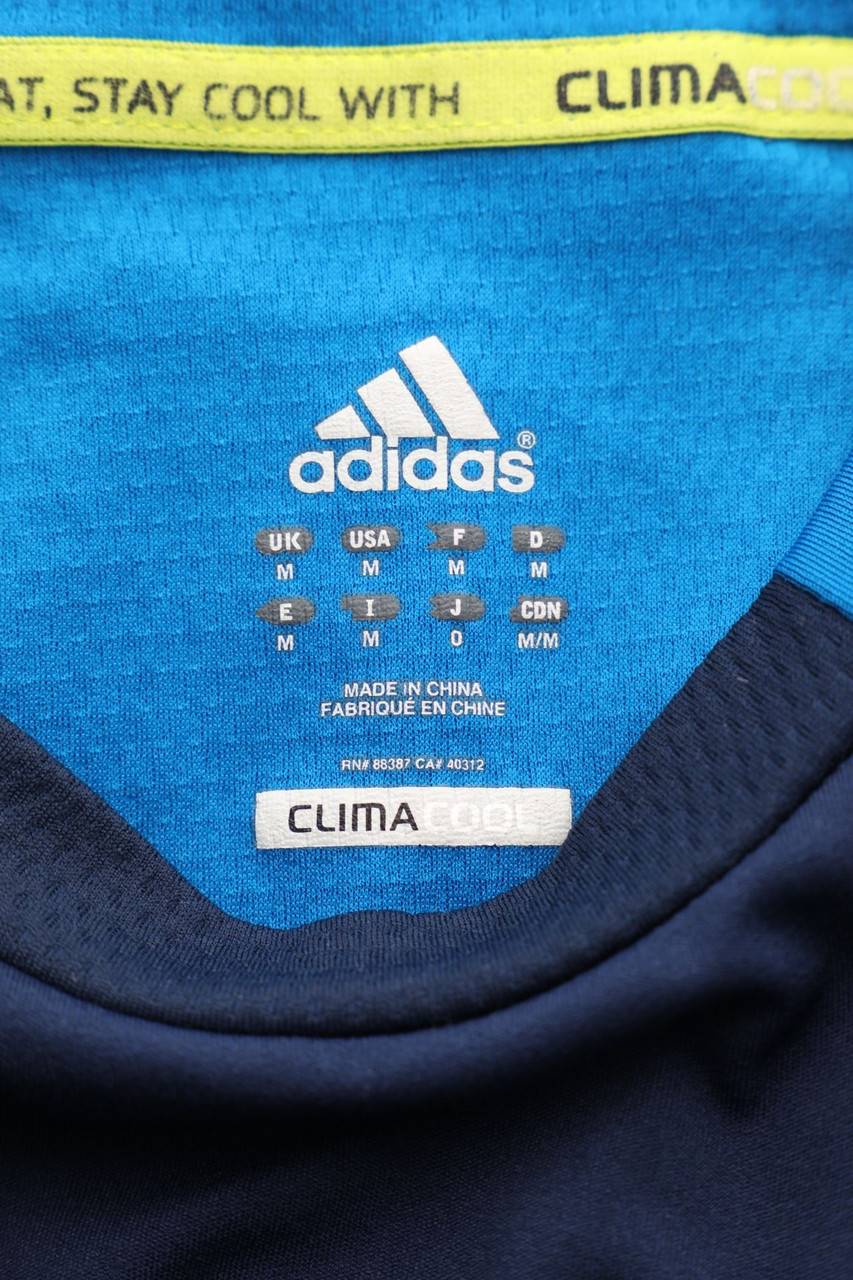 AT, STAY COOL WITH CLIMACOO
adidas®
UK USA F D
M M M M
E I J CDN
M M O M/M
MADE IN CHINA
FABRIQUÉ EN CHINE
RN# 88387 CA# 40312
CLIMACOOL